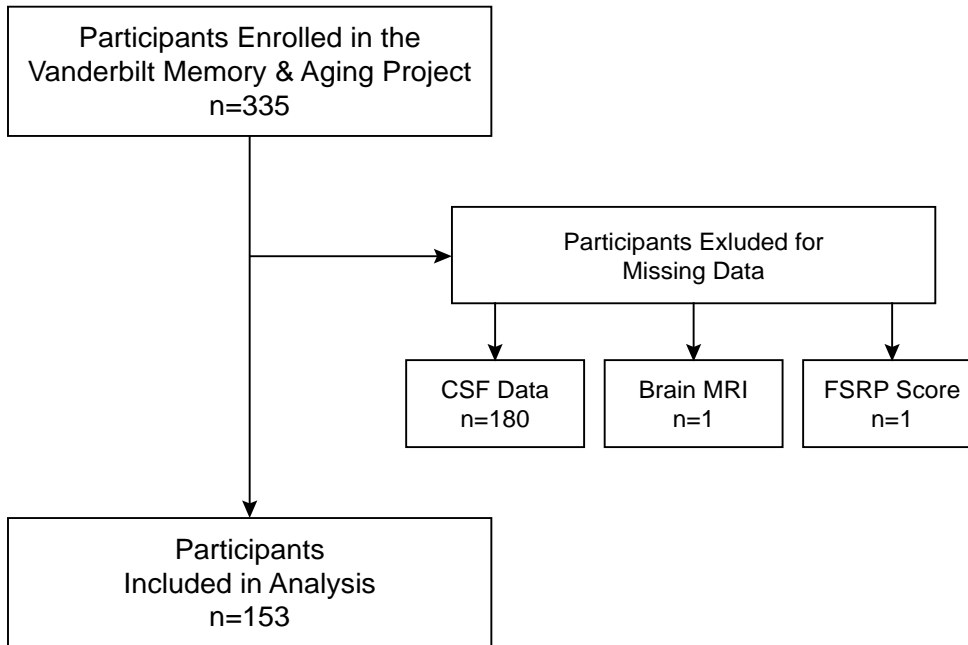 Participants Enrolled in the
Vanderbilt Memory & Aging Project
n=335
Participants Exluded for
Missing Data
CSF Data
n=180
Brain MRI
n=1
FSRP Score
n=1
Participants
Included in Analysis
n=153